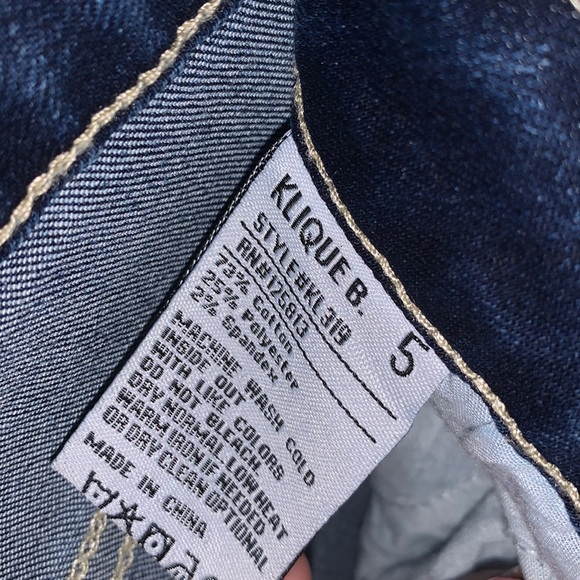 KLIQUE B.
STYLE#KL319
RN#125813
73% Cotton
25% Polyester
2% Spandex
5
MACHINE WASH COLD
INSIDE OUT
WITH LIKE COLORS
DO NOT BLEACH.
DRY NORMAL LOW HEAT
WARM IRON IF NEEDED
OR DRY CLEAN OPTIONAL
MADE IN CHINA